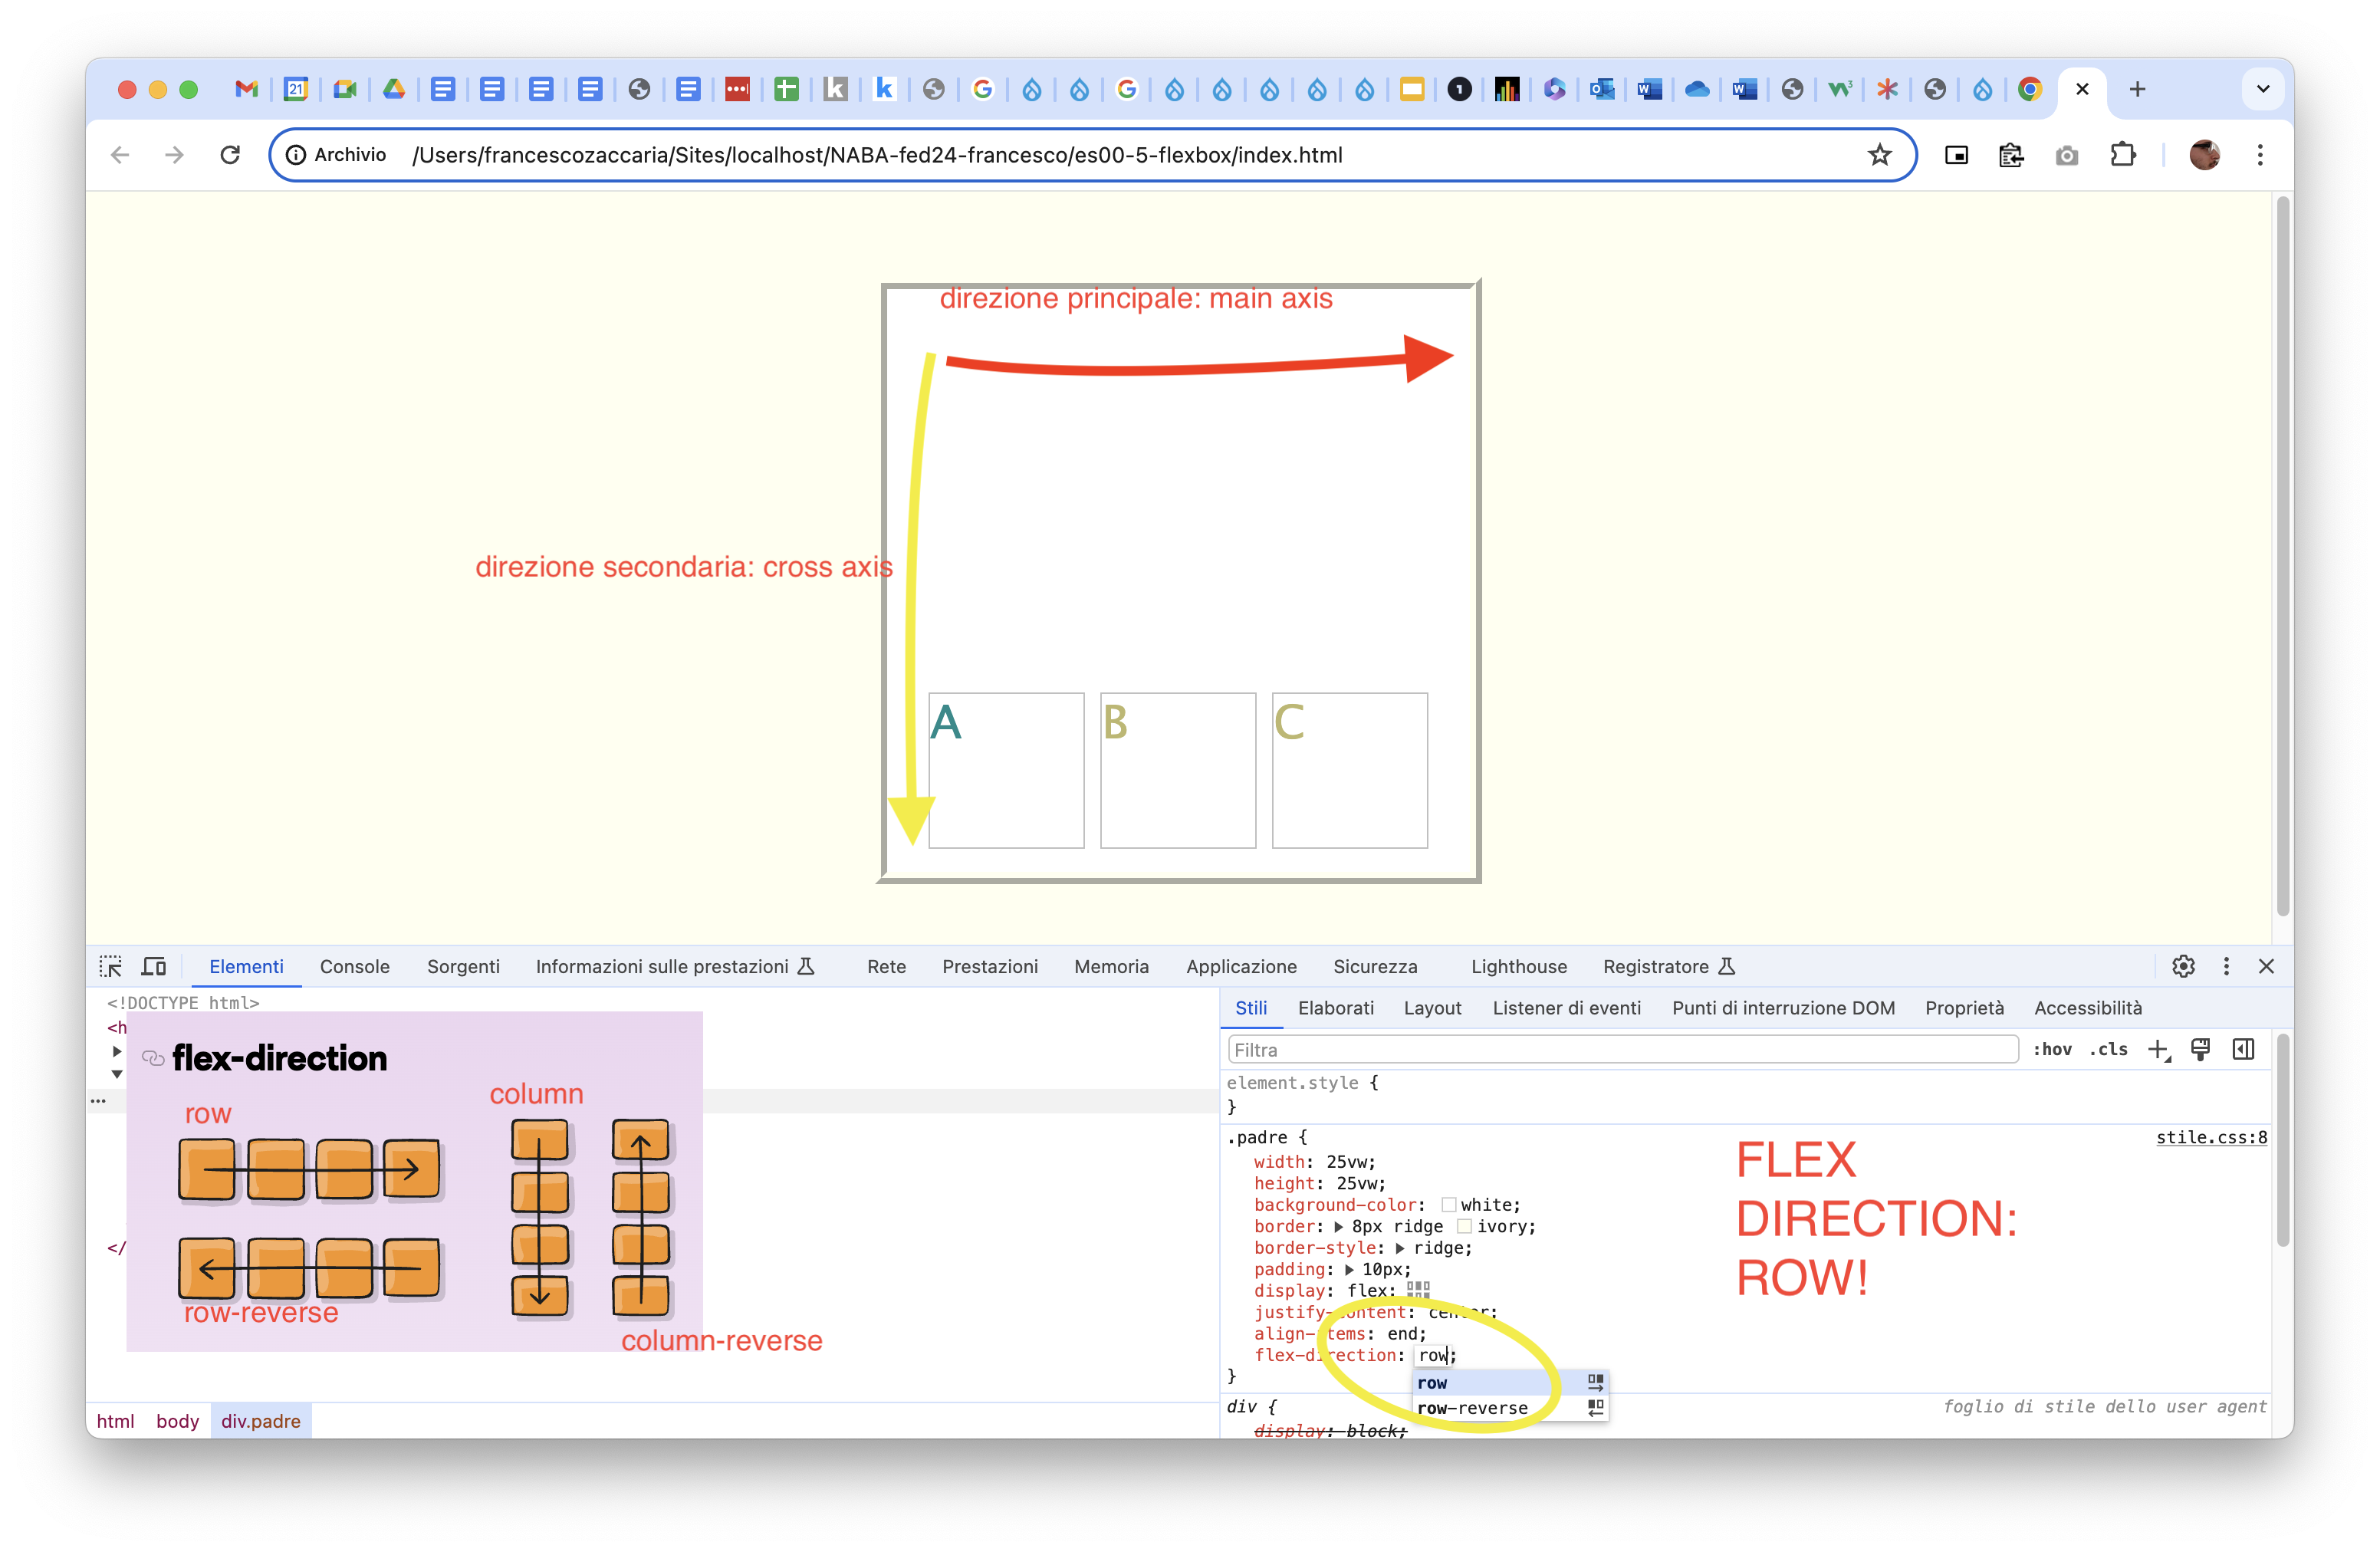 21
k
k
1
W
W
Archivio
/Users/francescozaccaria/Sites/localhost/NABA-fed24-francesco/es00-5-flexbox/index.html
direzione principale: main axis
direzione secondaria: cross axis
A
B
C
Elementi
Console
Sorgenti
Informazioni sulle prestazioni
Rete
Prestazioni
Memoria
Applicazione
Sicurezza
Lighthouse
Registratore
<!DOCTYPE html>
<h
flex-direction
row
column
row-reverse
column-reverse
</
html
body
div.padre
Stili
Elaborati
Layout
Listener di eventi
Punti di interruzione DOM
Proprietà
Accessibilità
Filtra
:hov
.cls
element.style {
}
.padre {
stile.css:8
width: 25vw;
height: 25vw;
background-color: white;
border: 8px ridge ivory;
border-style: ridge;
padding: 10px;
display: flex;
justify-content: center;
align-items: end;
flex-direction: row;
}
row
row-reverse
FLEX
DIRECTION:
ROW!
div {
foglio di stile dello user agent
display: block;